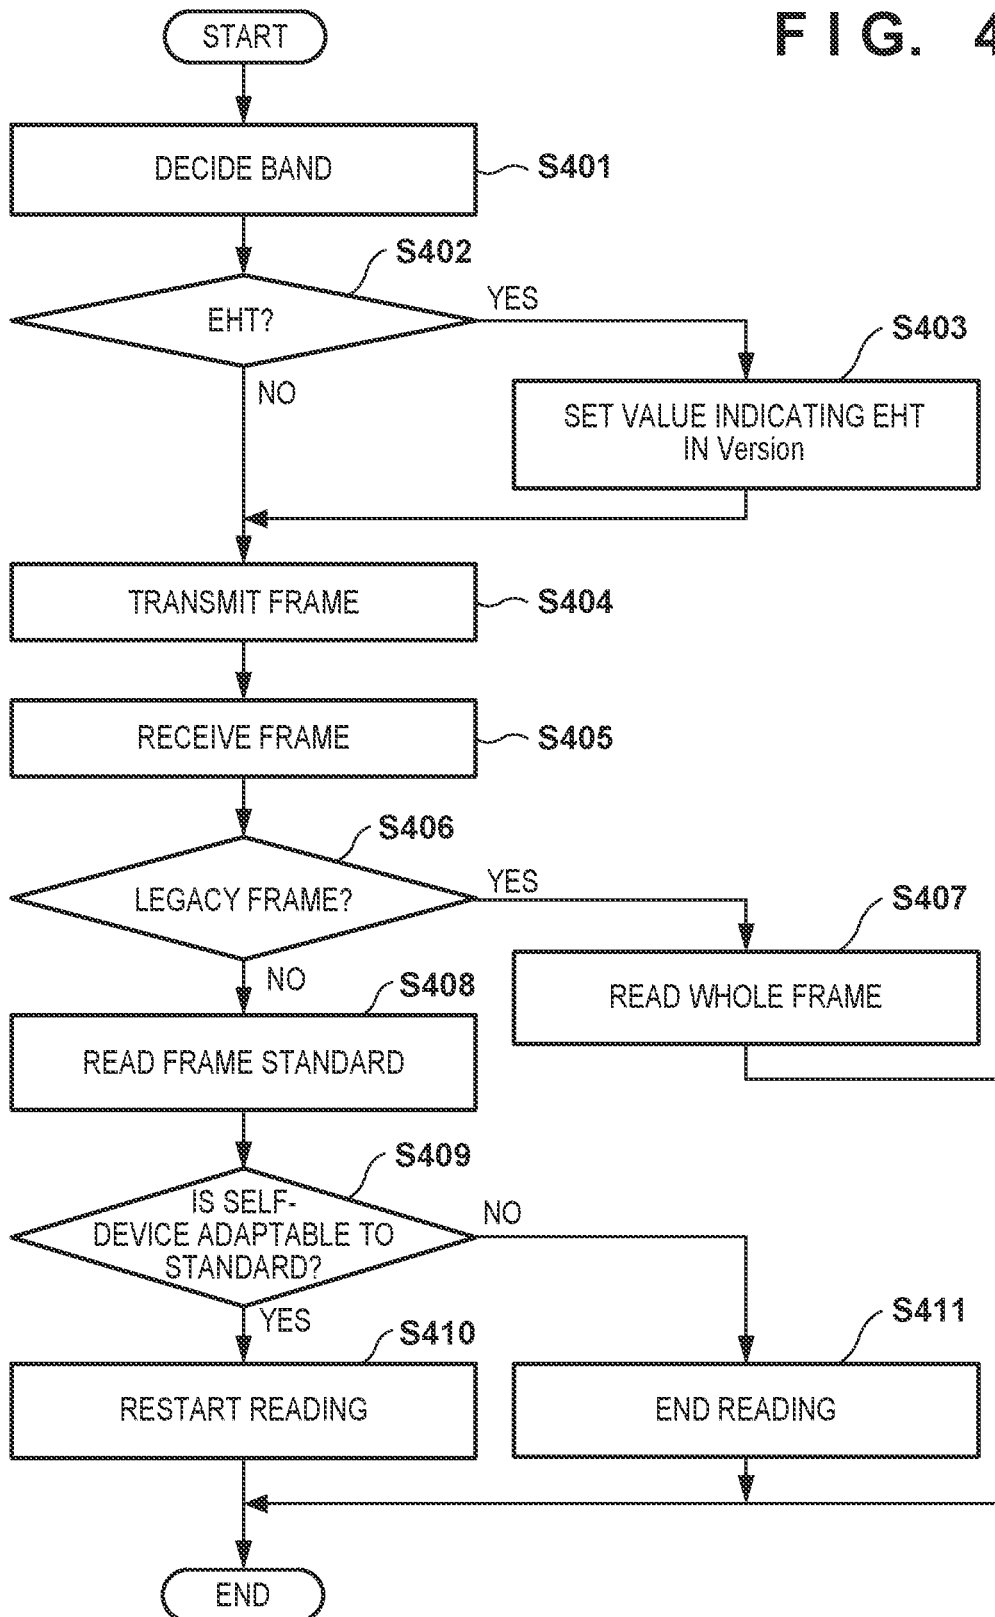 START
FIG. 4
DECIDE BAND
S401
S402
EHT?
YES
NO
S403
SET VALUE INDICATING EHT
IN Version
TRANSMIT FRAME
S404
RECEIVE FRAME
S405
S406
LEGACY FRAME?
YES
NO
S407
READ WHOLE FRAME
S408
READ FRAME STANDARD
S409
IS SELF-
DEVICE ADAPTABLE TO
STANDARD?
NO
YES
S410
RESTART READING
S411
END READING
END